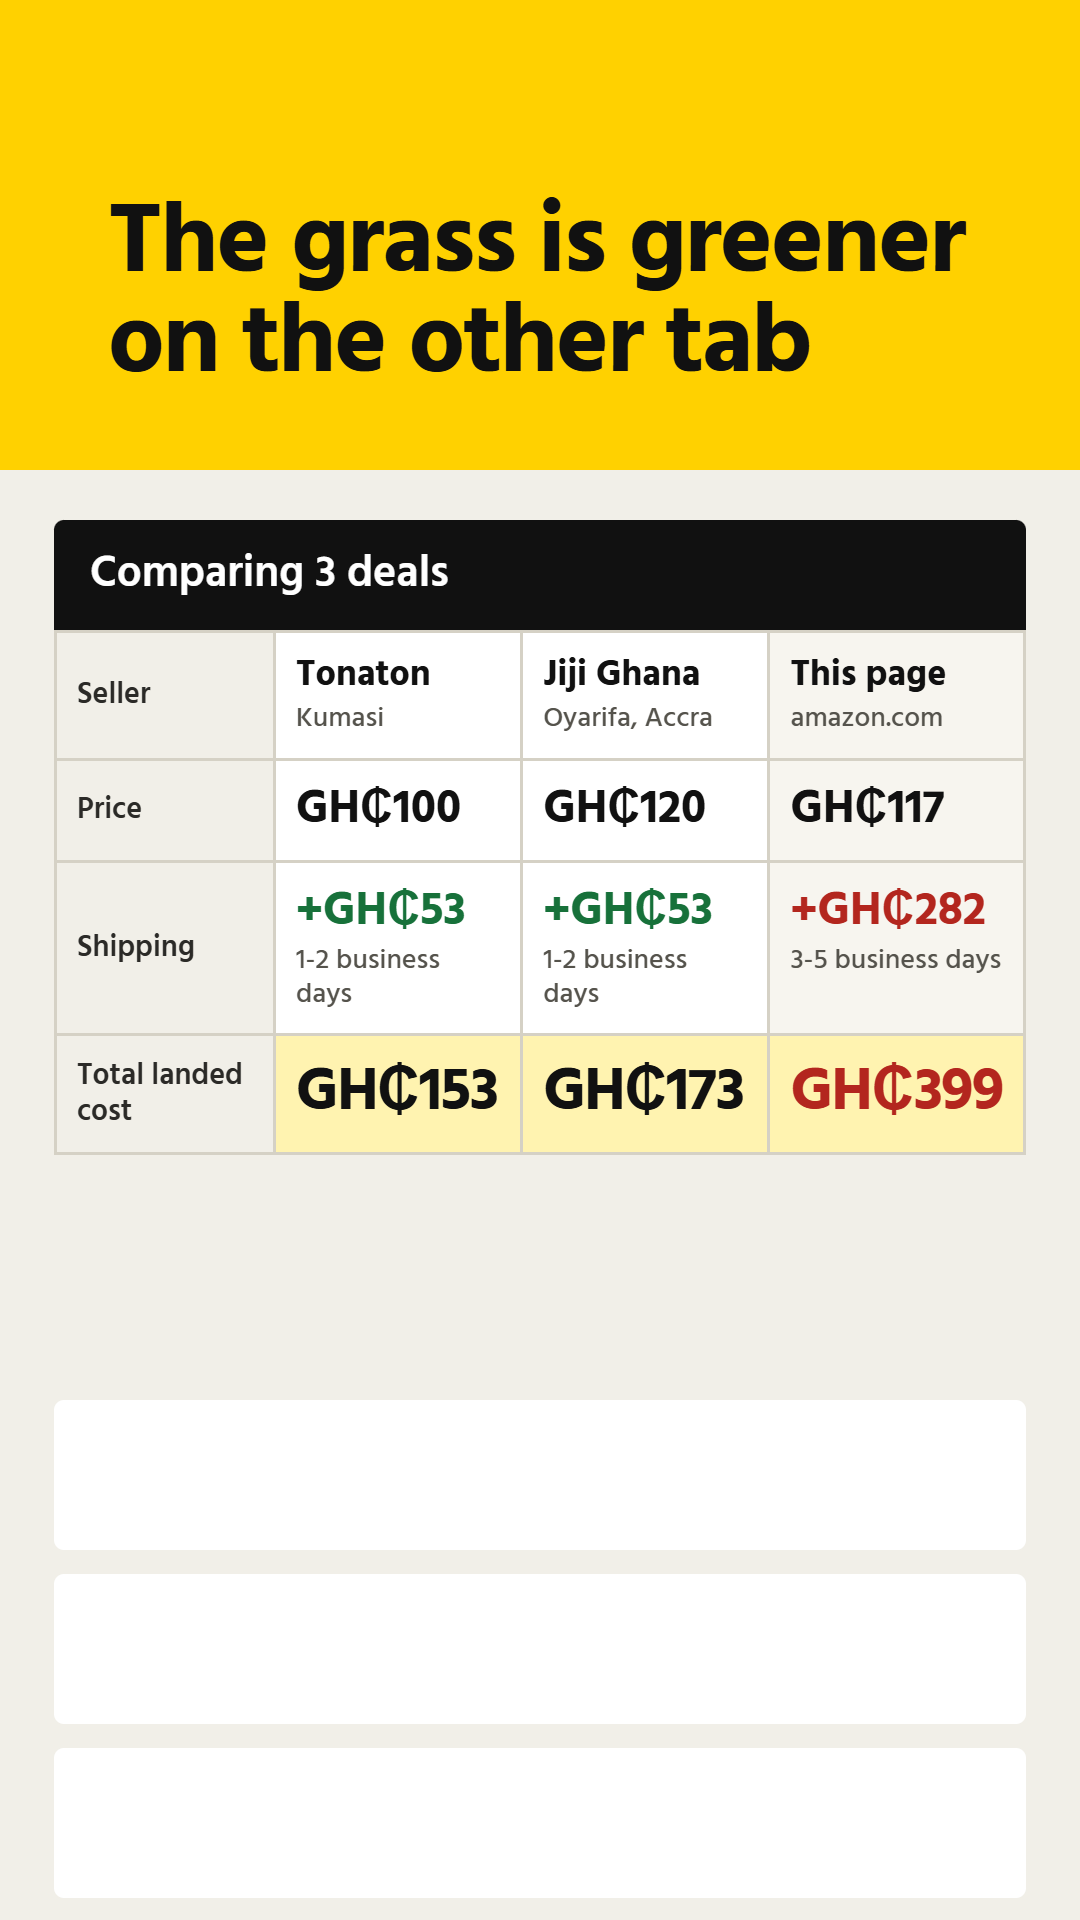 The grass is greener
on the other tab
Comparing 3 deals
Seller
Tonaton
Kumasi
Jiji Ghana
Oyarifa, Accra
This page
amazon.com
Price
GH₵100
GH₵120
GH₵117
Shipping
+GH₵53
1-2 business
days
+GH₵53
1-2 business
days
+GH₵282
3-5 business days
Total landed
cost
GH₵153
GH₵173
GH₵399